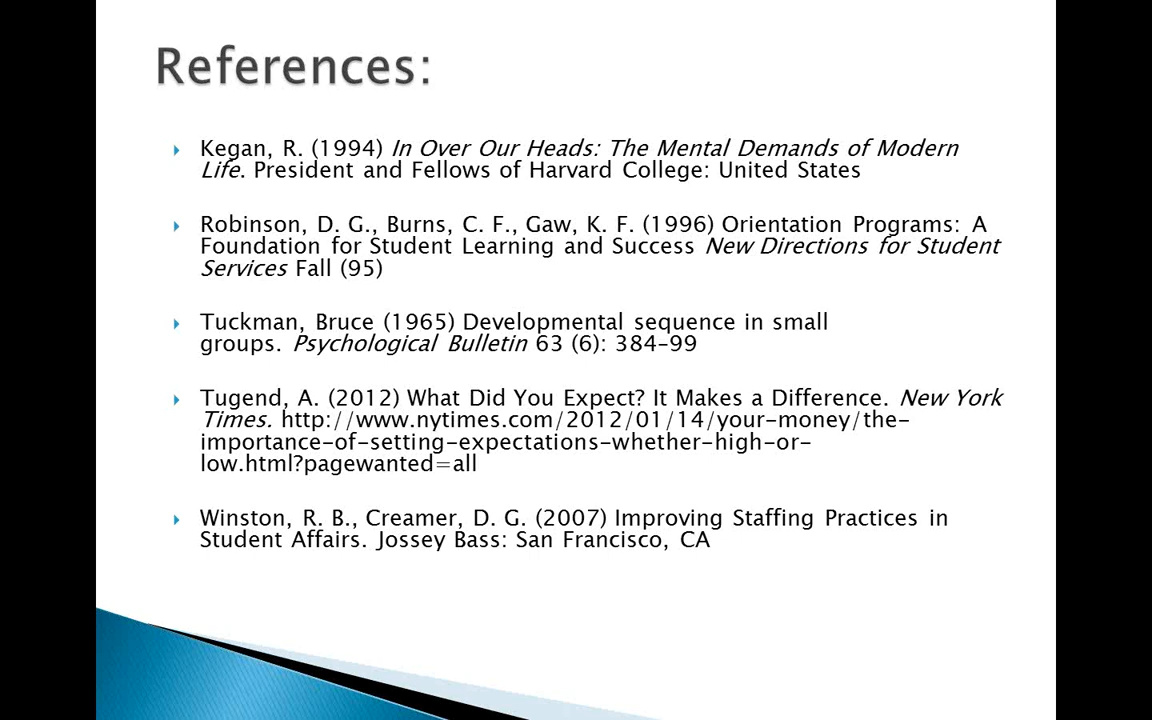 References:
Kegan, R. (1994) In Over Our Heads: The Mental Demands of Modern
Life. President and Fellows of Harvard College: United States
Robinson, D. G., Burns, C. F., Gaw, K. F. (1996) Orientation Programs: A
Foundation for Student Learning and Success New Directions for Student
Services Fall (95)
Tuckman, Bruce (1965) Developmental sequence in small
groups. Psychological Bulletin 63 (6): 384–99
Tugend, A. (2012) What Did You Expect? It Makes a Difference. New York
Times. http://www.nytimes.com/2012/01/14/your-money/the-
importance-of-setting-expectations-whether-high-or-
low.html?pagewanted=all
Winston, R. B., Creamer, D. G. (2007) Improving Staffing Practices in
Student Affairs. Jossey Bass: San Francisco, CA